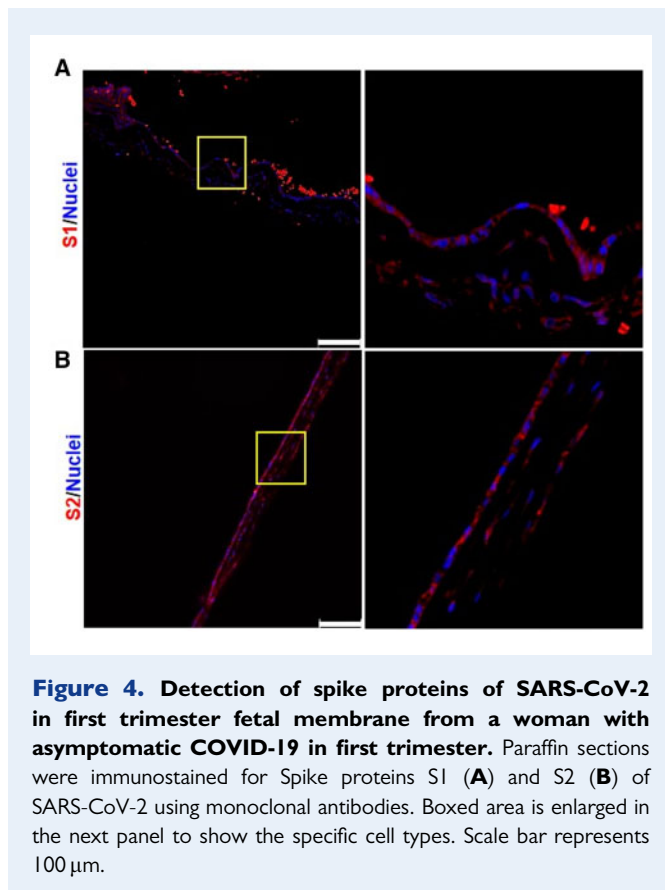 A
S1/Nuclei
B
S2/Nuclei
Figure 4. Detection of spike proteins of SARS-CoV-2
in first trimester fetal membrane from a woman with
asymptomatic COVID-19 in first trimester. Paraffin sections
were immunostained for Spike proteins S1 (A) and S2 (B) of
SARS-CoV-2 using monoclonal antibodies. Boxed area is enlarged in
the next panel to show the specific cell types. Scale bar represents
100 μm.